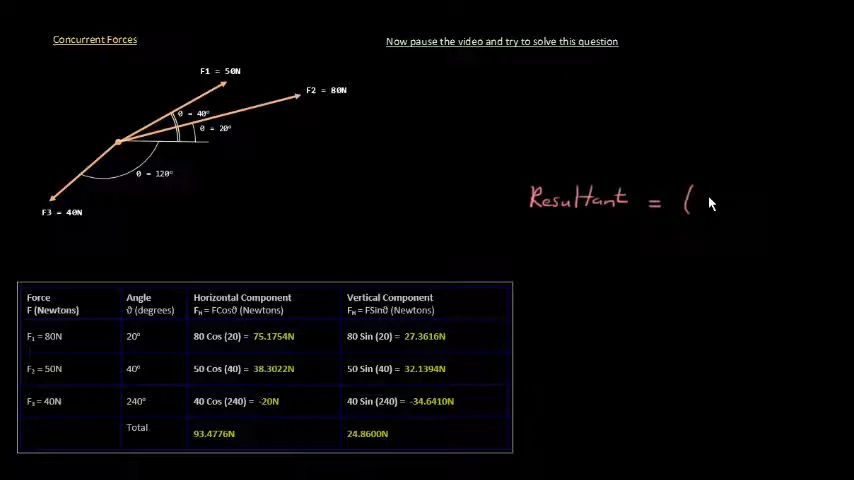 Concurrent Forces
Now pause the video and try to solve this question
F1 = 50N
F2 = 80N
θ = 40°
θ = 20°
θ = 120°
F3 = 40N
Resultant = (
Force F (Newtons) Angle ϑ (degrees) Horizontal Component F_H = FCosϑ (Newtons) Vertical Component F_H = FSinϑ (Newtons)
F₁ = 80N 20° 80 Cos (20) = 75.1754N 80 Sin (20) = 27.3616N
F₂ = 50N 40° 50 Cos (40) = 38.3022N 50 Sin (40) = 32.1394N
F₃ = 40N 240° 40 Cos (240) = -20N 40 Sin (240) = -34.6410N
Total 93.4776N 24.8600N